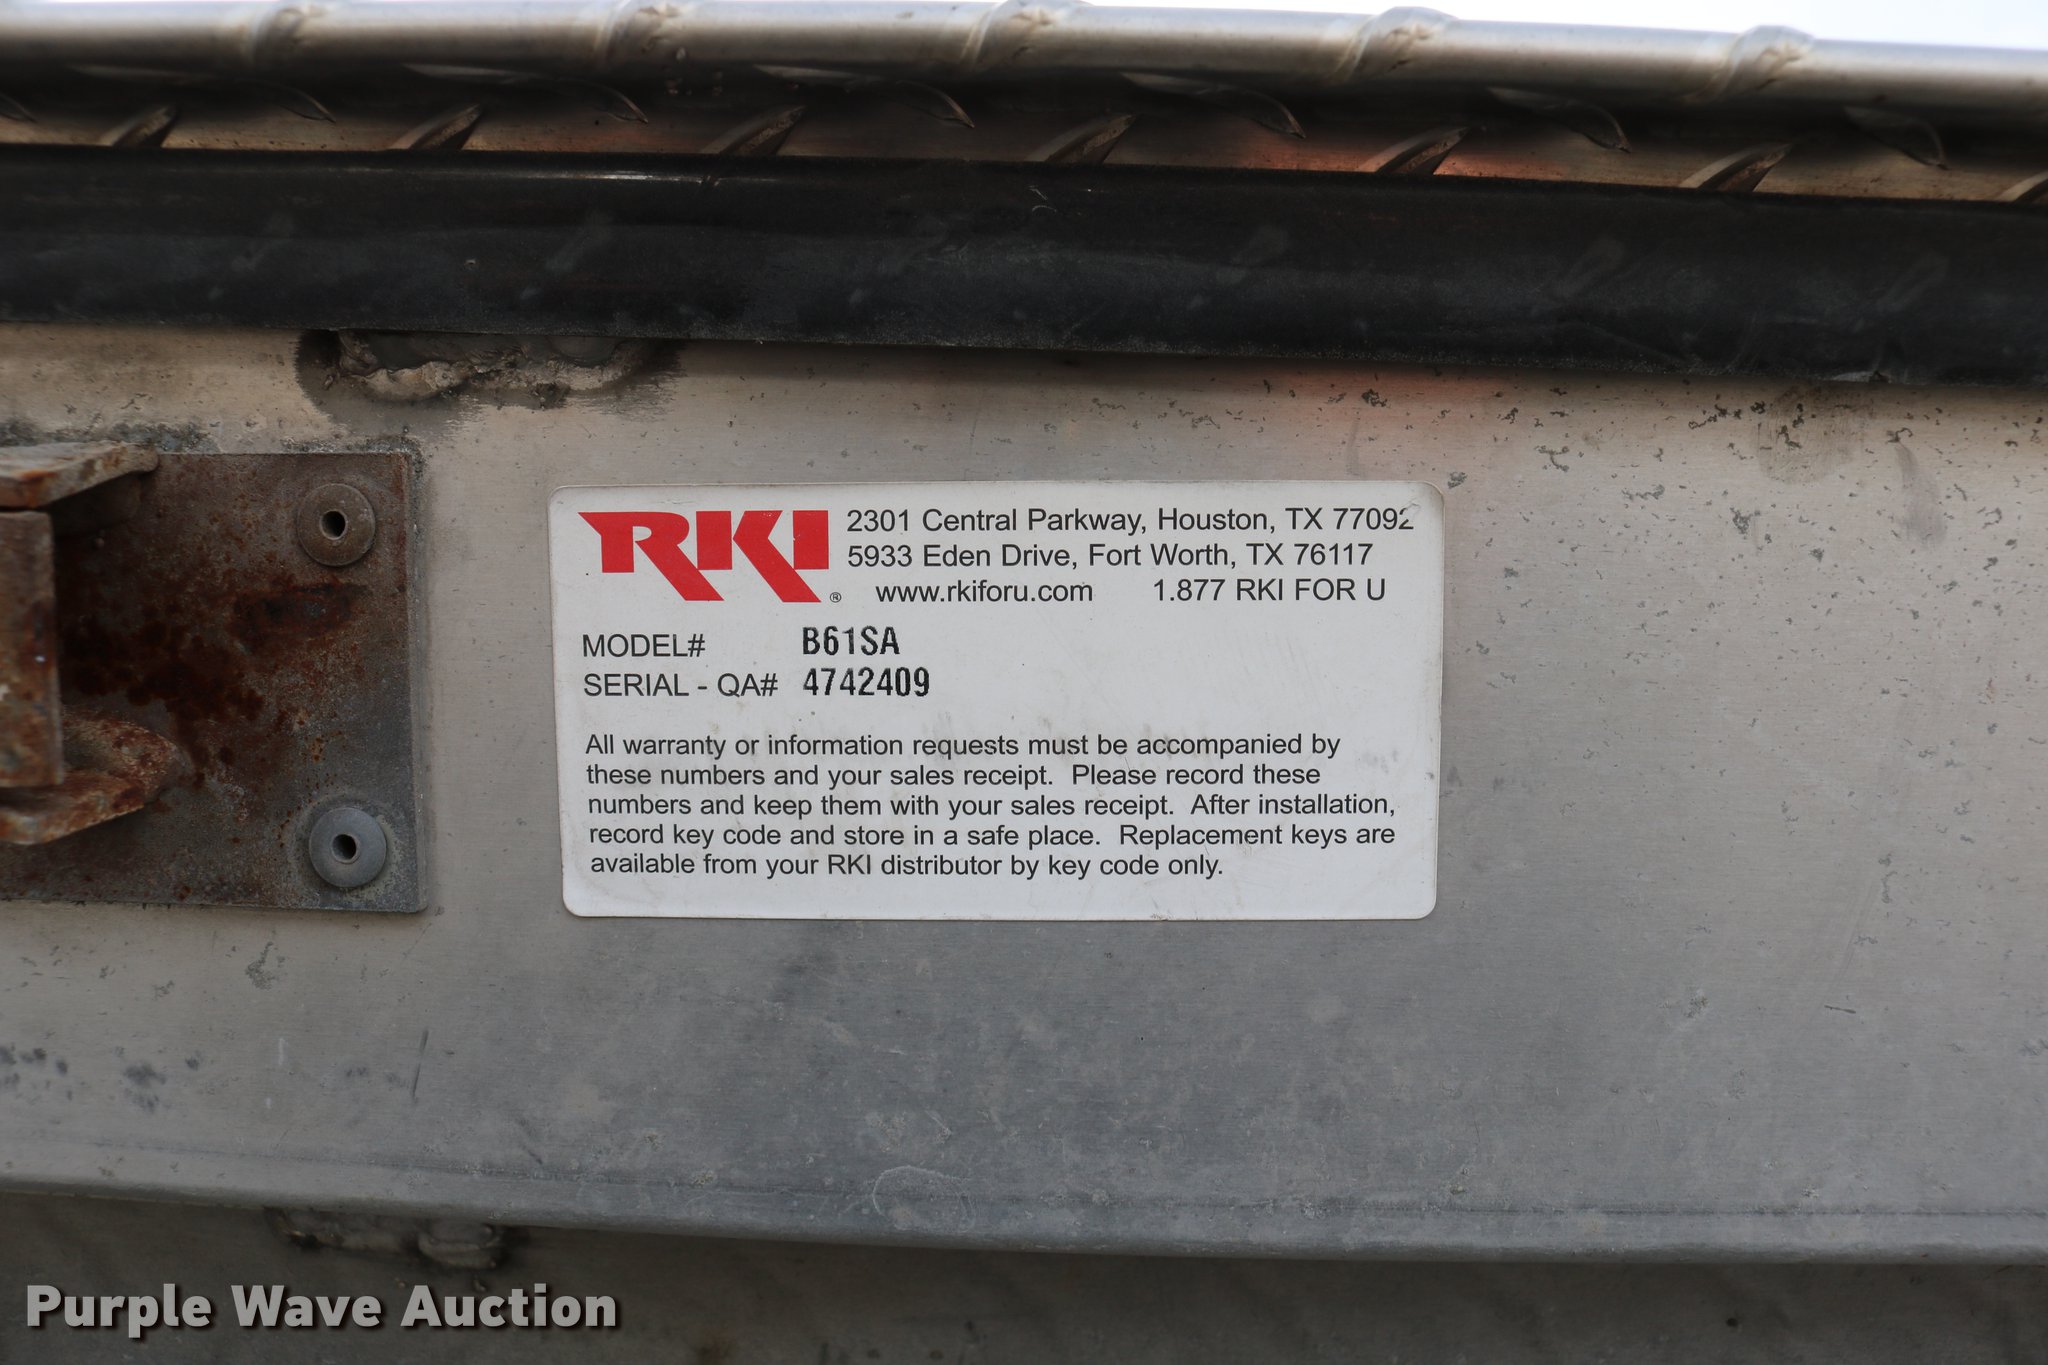 RKI ®
2301 Central Parkway, Houston, TX 77092
5933 Eden Drive, Fort Worth, TX 76117
www.rkiforu.com 1.877 RKI FOR U
MODEL# B61SA
SERIAL - QA# 4742409
All warranty or information requests must be accompanied by
these numbers and your sales receipt. Please record these
numbers and keep them with your sales receipt. After installation,
record key code and store in a safe place. Replacement keys are
available from your RKI distributor by key code only.
Purple Wave Auction